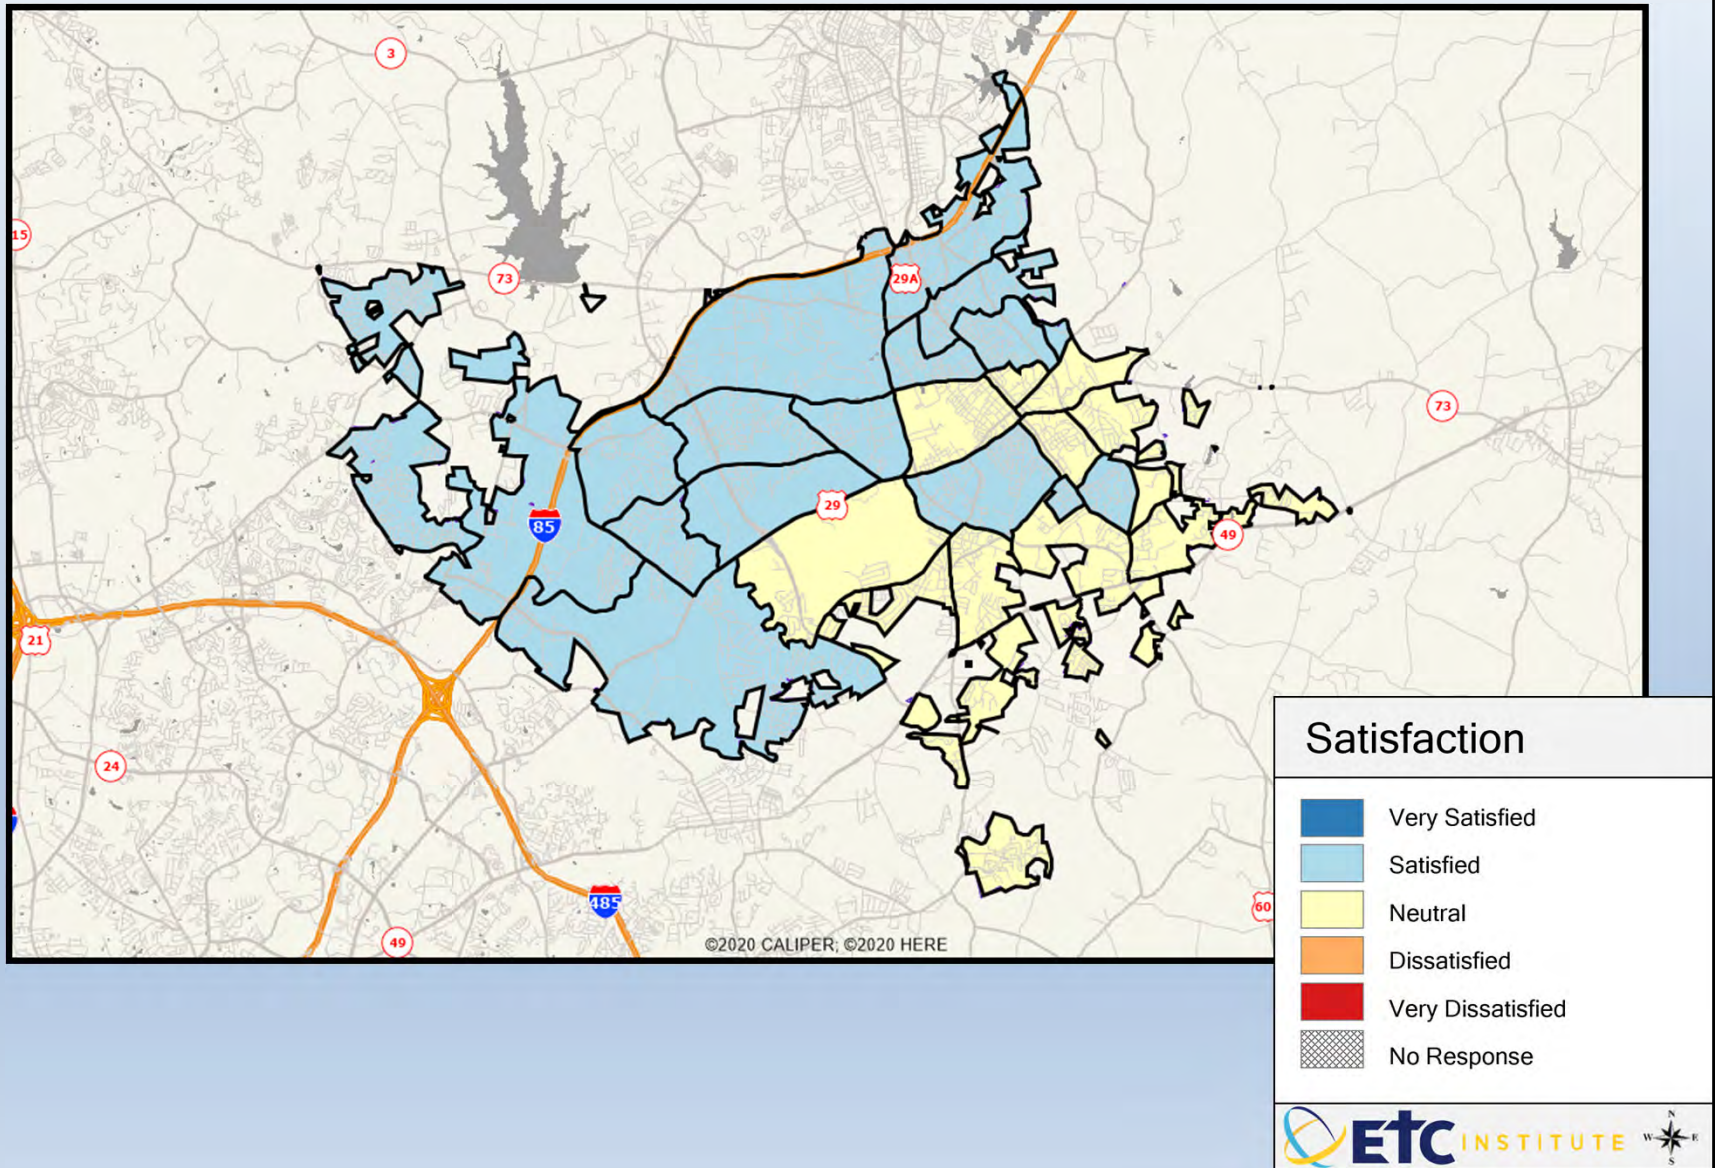 3
15
73
29A
73
29
85
49
21
24
485
60
49
©2020 CALIPER; ©2020 HERE
Satisfaction
Very Satisfied
Satisfied
Neutral
Dissatisfied
Very Dissatisfied
No Response
ETC INSTITUTE
N
W E
S